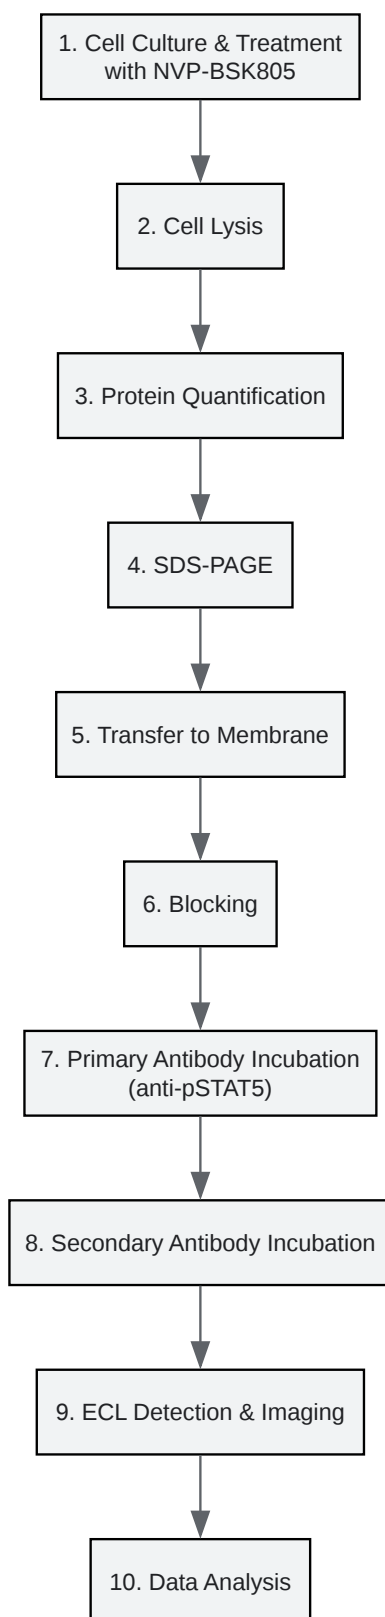 1. Cell Culture & Treatment
with NVP-BSK805
2. Cell Lysis
3. Protein Quantification
4. SDS-PAGE
5. Transfer to Membrane
6. Blocking
7. Primary Antibody Incubation
(anti-pSTAT5)
8. Secondary Antibody Incubation
9. ECL Detection & Imaging
10. Data Analysis